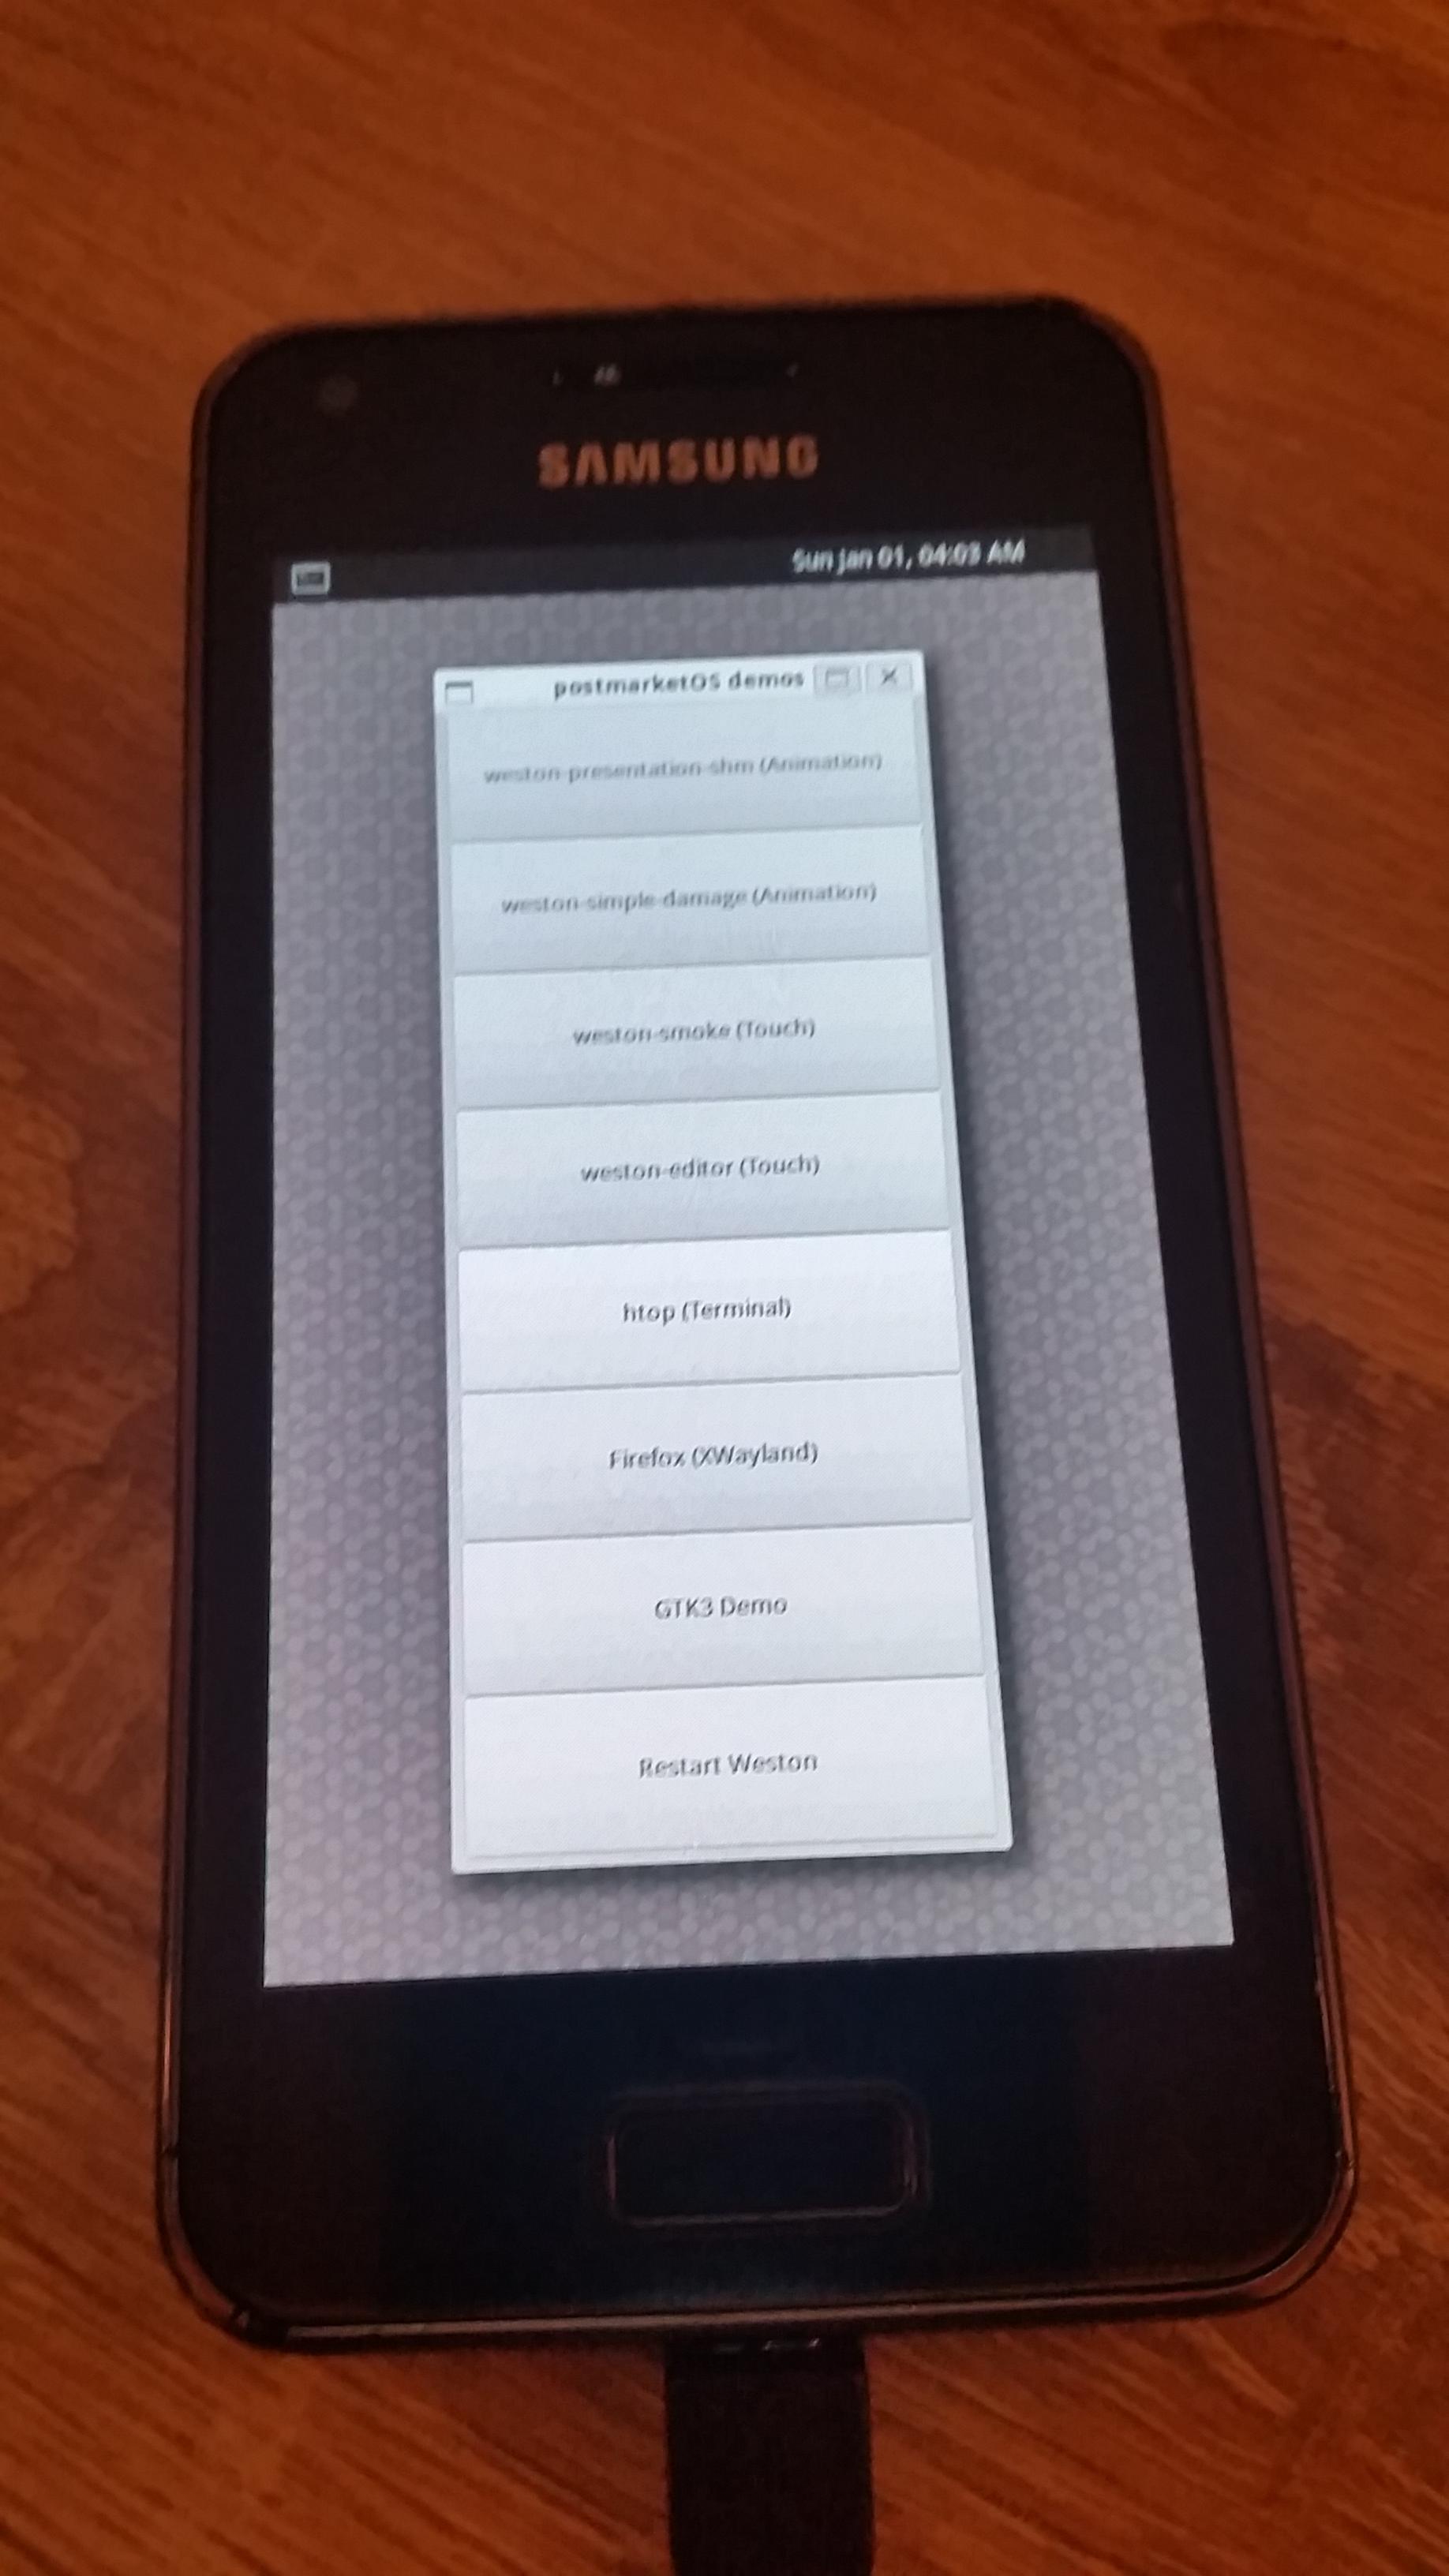 SAMSUNG
Sun Jan 01, 04:03 AM
postmarketOS demos
weston-presentation-shm (Animation)
weston-simple-damage (Animation)
weston-smoke (Touch)
weston-editor (Touch)
htop (Terminal)
Firefox (XWayland)
GTK3 Demo
Restart Weston